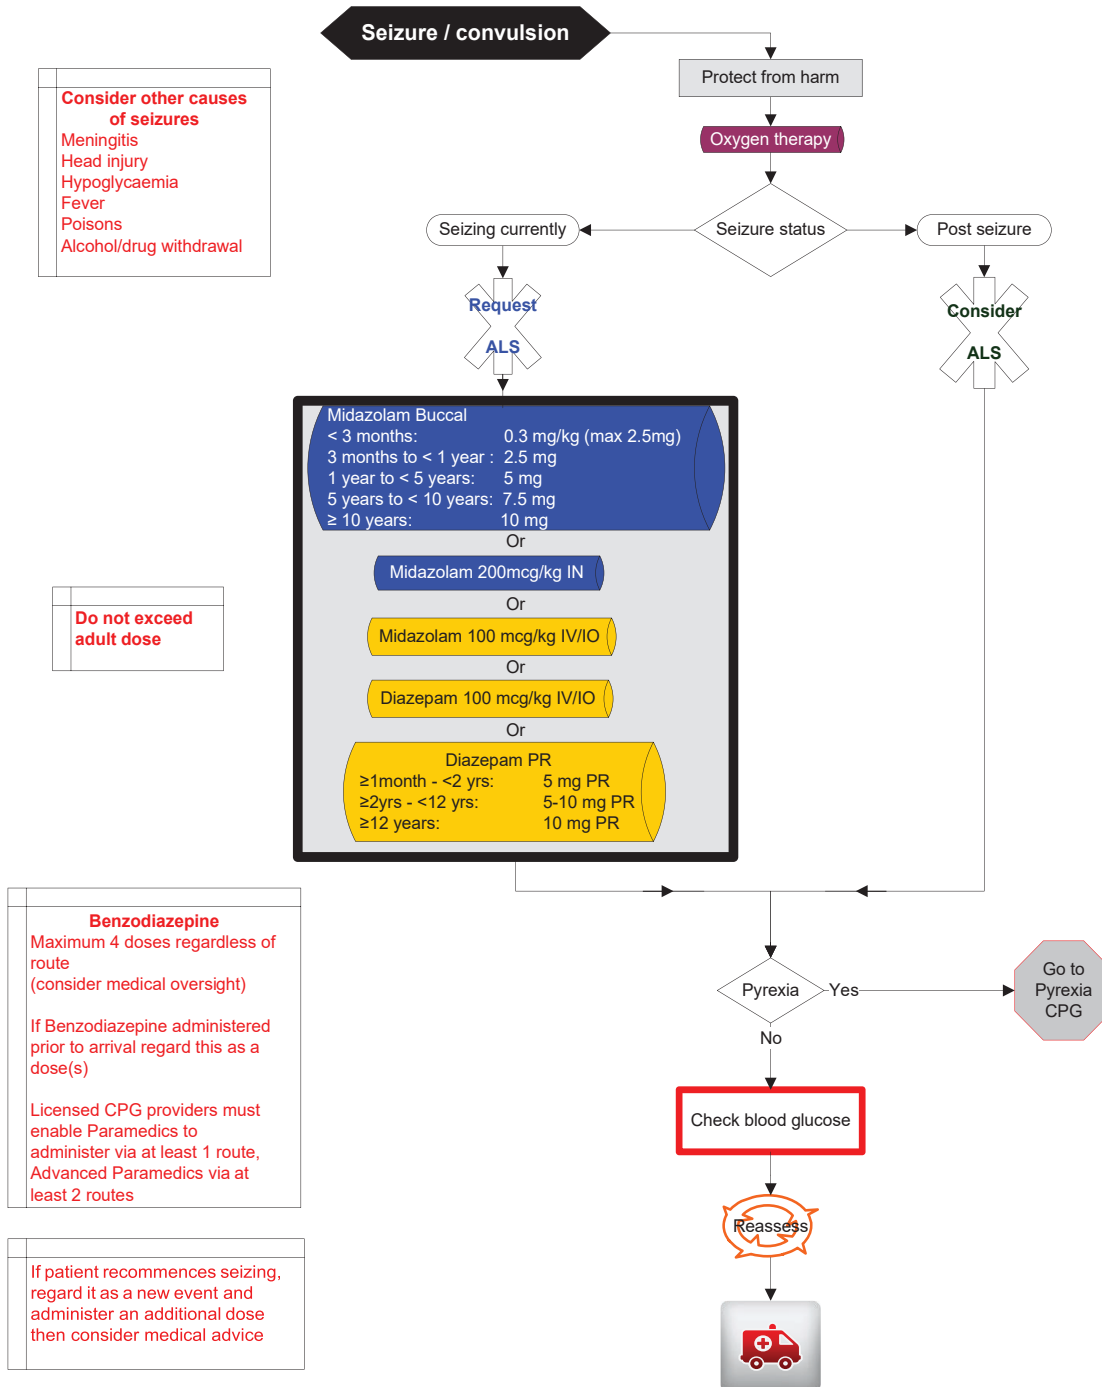 Seizure / convulsion
Protect from harm
Consider other causes
of seizures
Meningitis
Head injury
Hypoglycaemia
Fever
Poisons
Alcohol/drug withdrawal
Oxygen therapy
Seizing currently
Seizure status
Post seizure
Request
ALS
Consider
ALS
Midazolam Buccal
< 3 months: 0.3 mg/kg (max 2.5mg)
3 months to < 1 year : 2.5 mg
1 year to < 5 years: 5 mg
5 years to < 10 years: 7.5 mg
≥ 10 years: 10 mg
Or
Midazolam 200mcg/kg IN
Or
Midazolam 100 mcg/kg IV/IO
Or
Diazepam 100 mcg/kg IV/IO
Or
Diazepam PR
≥1month - <2 yrs: 5 mg PR
≥2yrs - <12 yrs: 5-10 mg PR
≥12 years: 10 mg PR
Do not exceed
adult dose
Benzodiazepine
Maximum 4 doses regardless of
route
(consider medical oversight)
If Benzodiazepine administered
prior to arrival regard this as a
dose(s)
Licensed CPG providers must
enable Paramedics to
administer via at least 1 route,
Advanced Paramedics via at
least 2 routes
Pyrexia
Yes
Go to
Pyrexia
CPG
No
Check blood glucose
Reassess
If patient recommences seizing,
regard it as a new event and
administer an additional dose
then consider medical advice